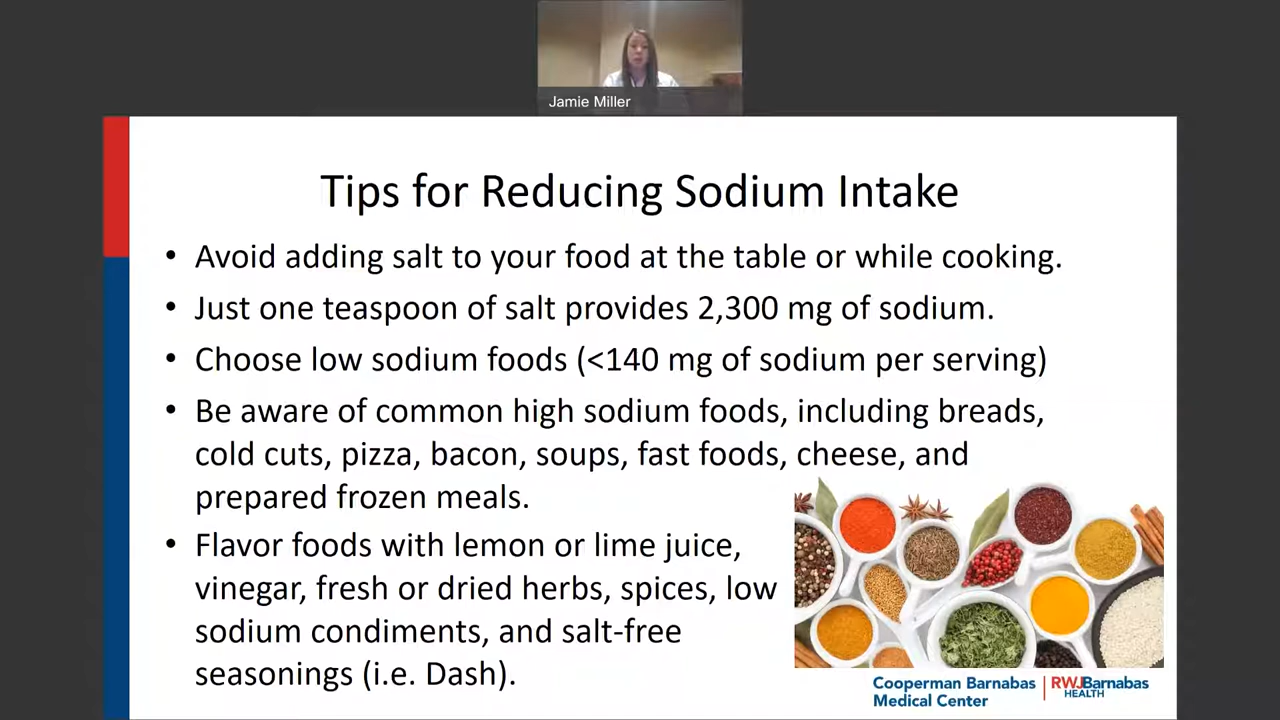 Jamie Miller
Tips for Reducing Sodium Intake
• Avoid adding salt to your food at the table or while cooking.
• Just one teaspoon of salt provides 2,300 mg of sodium.
• Choose low sodium foods (<140 mg of sodium per serving)
• Be aware of common high sodium foods, including breads,
cold cuts, pizza, bacon, soups, fast foods, cheese, and
prepared frozen meals.
• Flavor foods with lemon or lime juice,
vinegar, fresh or dried herbs, spices, low
sodium condiments, and salt-free
seasonings (i.e. Dash).
Cooperman Barnabas
Medical Center
RWJBarnabas
HEALTH